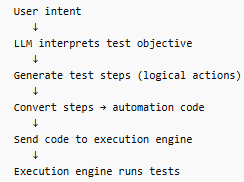 User intent
↓
LLM interprets test objective
↓
Generate test steps (logical actions)
↓
Convert steps → automation code
↓
Send code to execution engine
↓
Execution engine runs tests